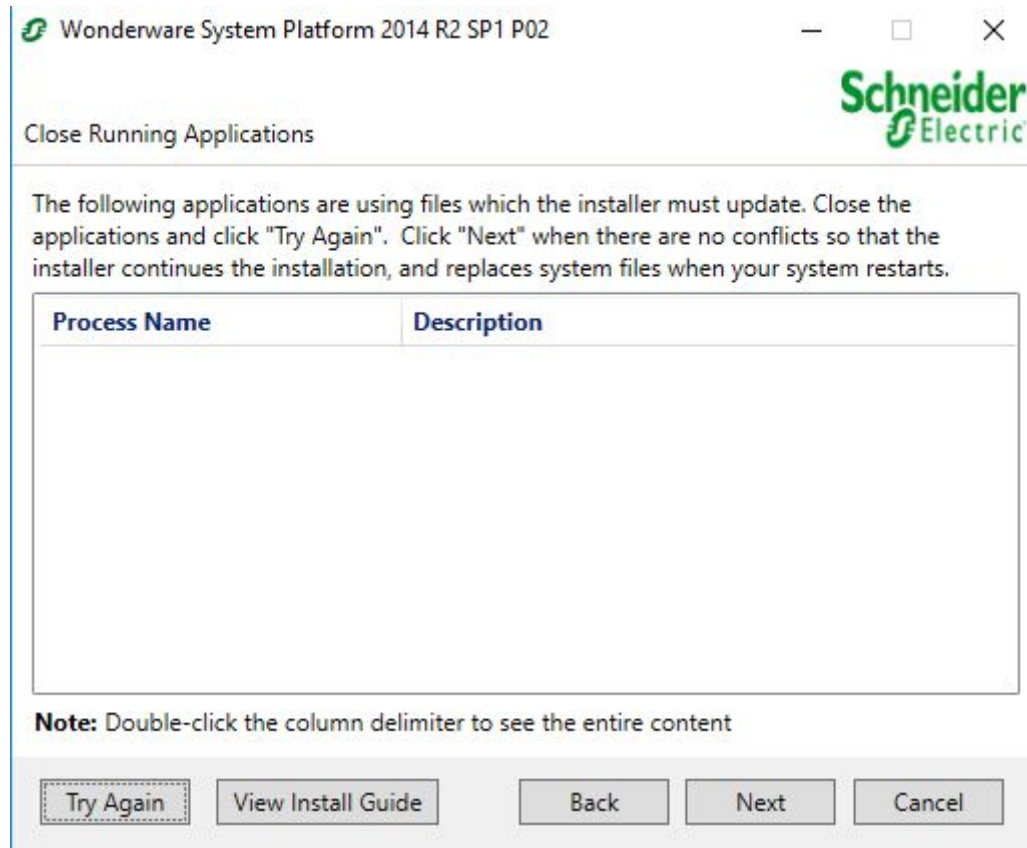 Wonderware System Platform 2014 R2 SP1 P02
Schneider
Electric
Close Running Applications
The following applications are using files which the installer must update. Close the
applications and click "Try Again".  Click "Next" when there are no conflicts so that the
installer continues the installation, and replaces system files when your system restarts.
Process Name Description
Note: Double-click the column delimiter to see the entire content
Try Again View Install Guide Back Next Cancel